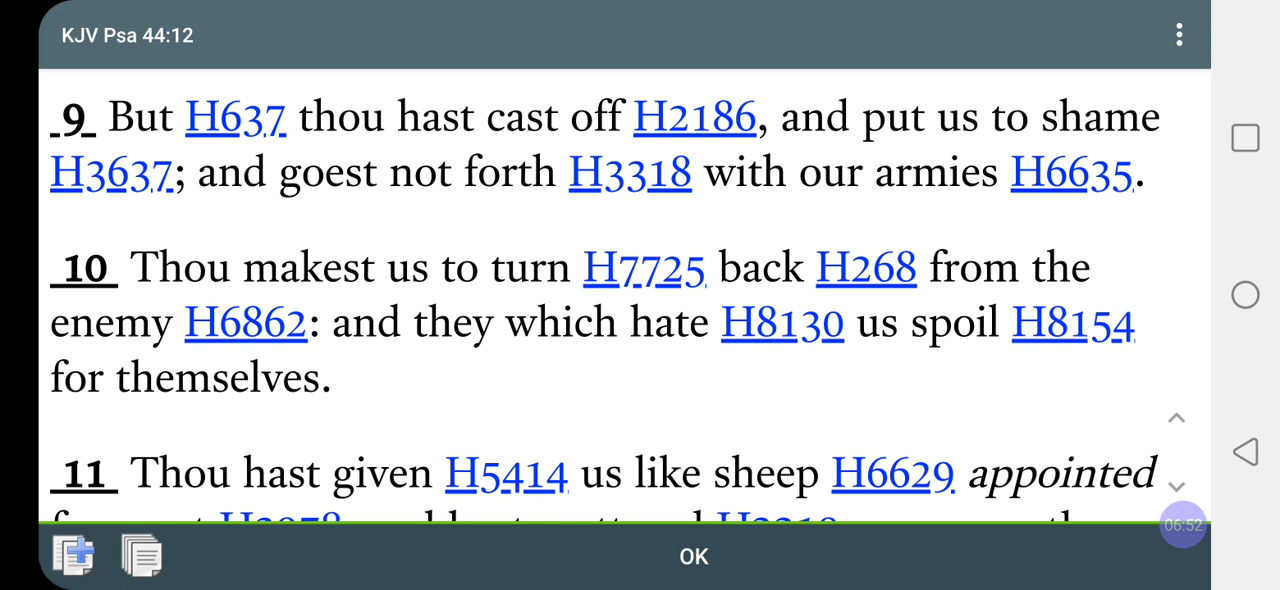 KJV Psa 44:12
9 But H637 thou hast cast off H2186, and put us to shame
H3637; and goest not forth H3318 with our armies H6635.
10 Thou makest us to turn H7725 back H268 from the
enemy H6862: and they which hate H8130 us spoil H8154
for themselves.
11 Thou hast given H5414 us like sheep H6629 appointed
06:52
OK